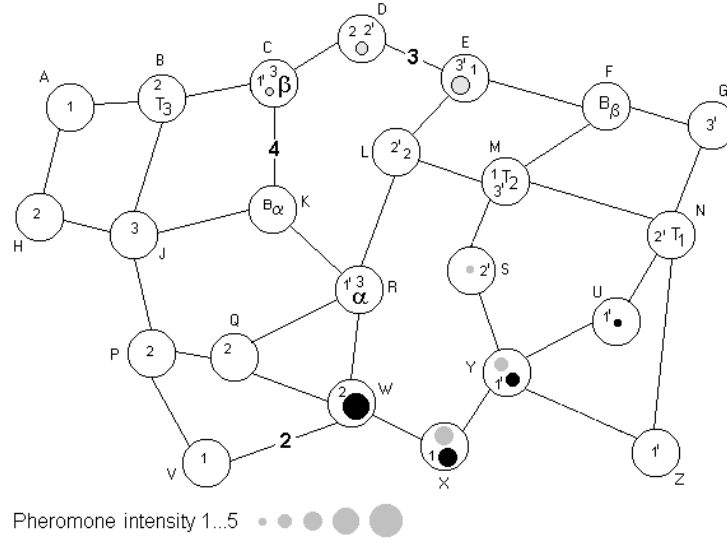 D
2 2'
E
3
3' 1
C
1' 3 β
F
Bβ
G
3'
B
2
T3
A
1
4
L
2' 2
M
1 T2
3'
N
2' T1
H
2
J
3
K
Bα
S
2'
R
1' 3
α
U
1'
P
2
Q
2
Y
1'
W
2
V
1
2
X
1
Z
1'
Pheromone intensity 1...5